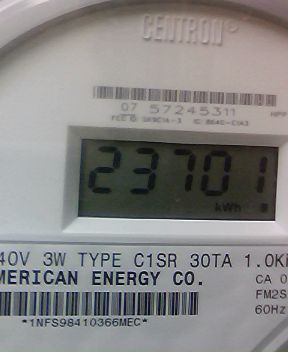 CENTRON®
07 57245311
23701
kWh
40V 3W TYPE C1SR 30TA 1.0K
MERICAN ENERGY CO.
CA 0
FM2S
60Hz
*1NFS98410366MEC*